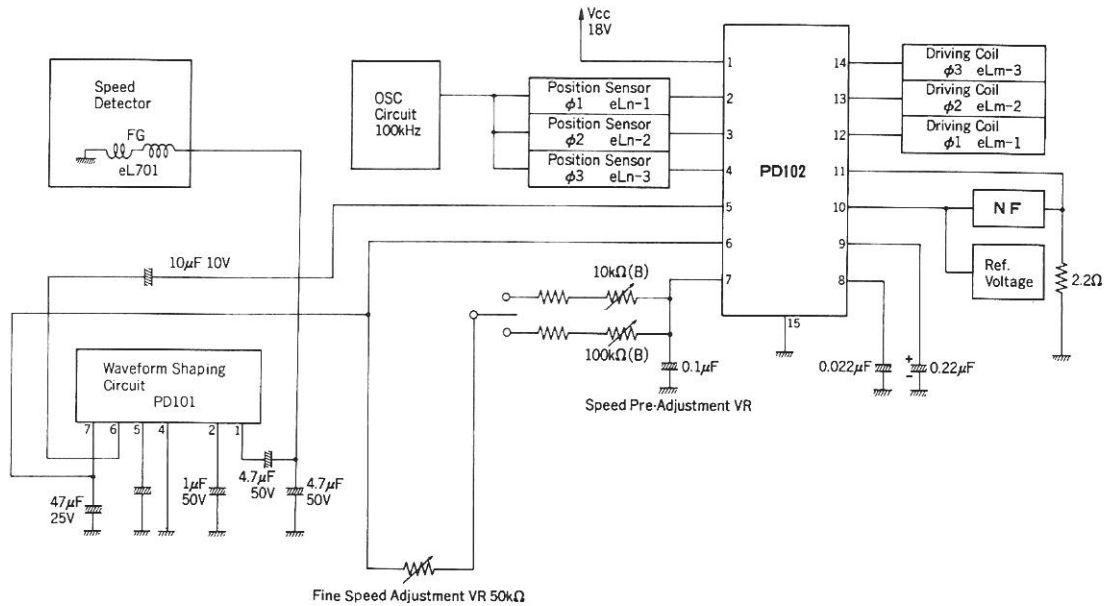 Vcc
18V
Speed
Detector
FG
eL701
OSC
Circuit
100kHz
Position Sensor
ϕ1 eLn-1
Position Sensor
ϕ2 eLn-2
Position Sensor
ϕ3 eLn-3
1
2
3
4
5
6
7
PD102
14
13
12
11
10
9
8
15
Driving Coil
ϕ3 eLm-3
Driving Coil
ϕ2 eLm-2
Driving Coil
ϕ1 eLm-1
NF
Ref.
Voltage
2.2Ω
10μF 10V
10kΩ(B)
100kΩ(B)
0.1μF
0.022μF
+
−
0.22μF
Speed Pre-Adjustment VR
Waveform Shaping
Circuit
PD101
7 6 5 4 2 1
47μF
25V
1μF
50V
4.7μF
50V
4.7μF
50V
Fine Speed Adjustment VR 50kΩ